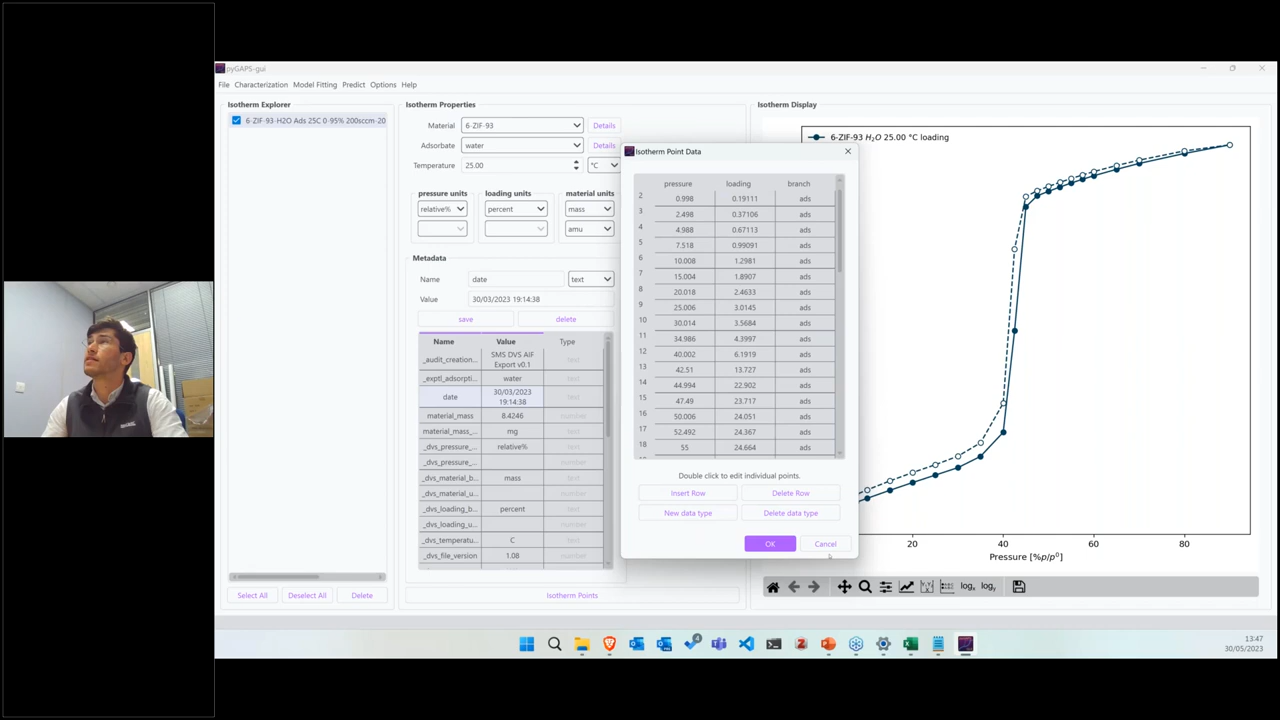 pyGAPS-gui
File Characterization Model Fitting Predict Options Help
Isotherm Explorer
6-ZIF-93-H2O Ads 25C 0-95% 200sccm-20
Select All Deselect All Delete
Isotherm Properties
Material 6-ZIF-93 Details
Adsorbate water Details
Temperature 25.00 °C
pressure units loading units material units
relative% percent mass
amu
Metadata
Name date text
Value 30/03/2023 19:14:38
save delete
Name Value Type
_audit_creation... SMS DVS AIF Export v0.1 text
_exptl_adsorpti... water text
date 30/03/2023 19:14:38 text
material_mass 8.4246 number
material_mass_... mg text
_dvs_pressure_... relative% text
_dvs_pressure_... number
_dvs_material_b... mass text
_dvs_material_u... number
_dvs_loading_b... percent text
_dvs_loading_u... number
_dvs_temperatu... C text
_dvs_file_version 1.08 number
Isotherm Points
Isotherm Point Data
pressure loading branch
2 0.998 0.19111 ads
3 2.498 0.37106 ads
4 4.988 0.67113 ads
5 7.518 0.99091 ads
6 10.008 1.2981 ads
7 15.004 1.8907 ads
8 20.018 2.4633 ads
9 25.006 3.0145 ads
10 30.014 3.5684 ads
11 34.986 4.3997 ads
12 40.002 6.1919 ads
13 42.51 13.727 ads
14 44.994 22.902 ads
15 47.49 23.717 ads
16 50.006 24.051 ads
17 52.492 24.367 ads
18 55 24.664 ads
Double click to edit individual points.
Insert Row Delete Row
New data type Delete data type
OK Cancel
Isotherm Display
6-ZIF-93 H₂O 25.00 °C loading
20 40 60 80
Pressure [%p/p⁰]
logx logy
4
13:47
30/05/2023